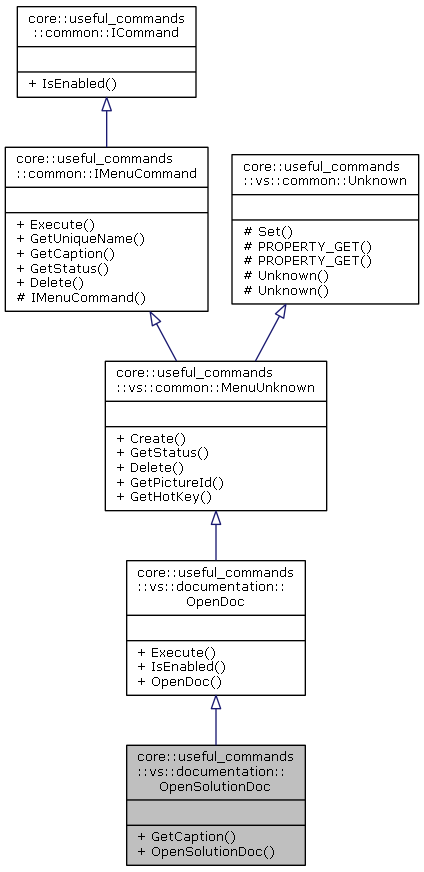 core::useful_commands
::common::ICommand
+ IsEnabled()
core::useful_commands
::common::IMenuCommand
+ Execute()
+ GetUniqueName()
+ GetCaption()
+ GetStatus()
+ Delete()
# IMenuCommand()
core::useful_commands
::vs::common::Unknown
# Set()
# PROPERTY_GET()
# PROPERTY_GET()
# Unknown()
# Unknown()
core::useful_commands
::vs::common::MenuUnknown
+ Create()
+ GetStatus()
+ Delete()
+ GetPictureId()
+ GetHotKey()
core::useful_commands
::vs::documentation::
OpenDoc
+ Execute()
+ IsEnabled()
+ OpenDoc()
core::useful_commands
::vs::documentation::
OpenSolutionDoc
+ GetCaption()
+ OpenSolutionDoc()